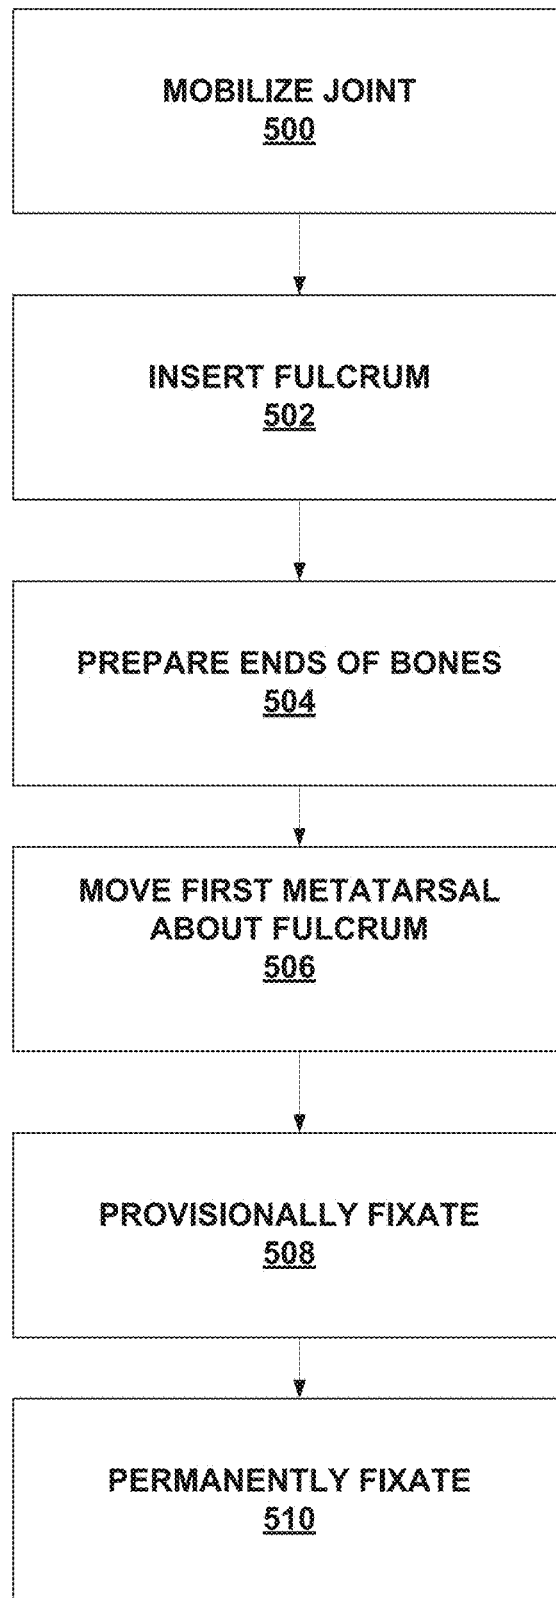 MOBILIZE JOINT
500
INSERT FULCRUM
502
PREPARE ENDS OF BONES
504
MOVE FIRST METATARSAL
ABOUT FULCRUM
506
PROVISIONALLY FIXATE
508
PERMANENTLY FIXATE
510